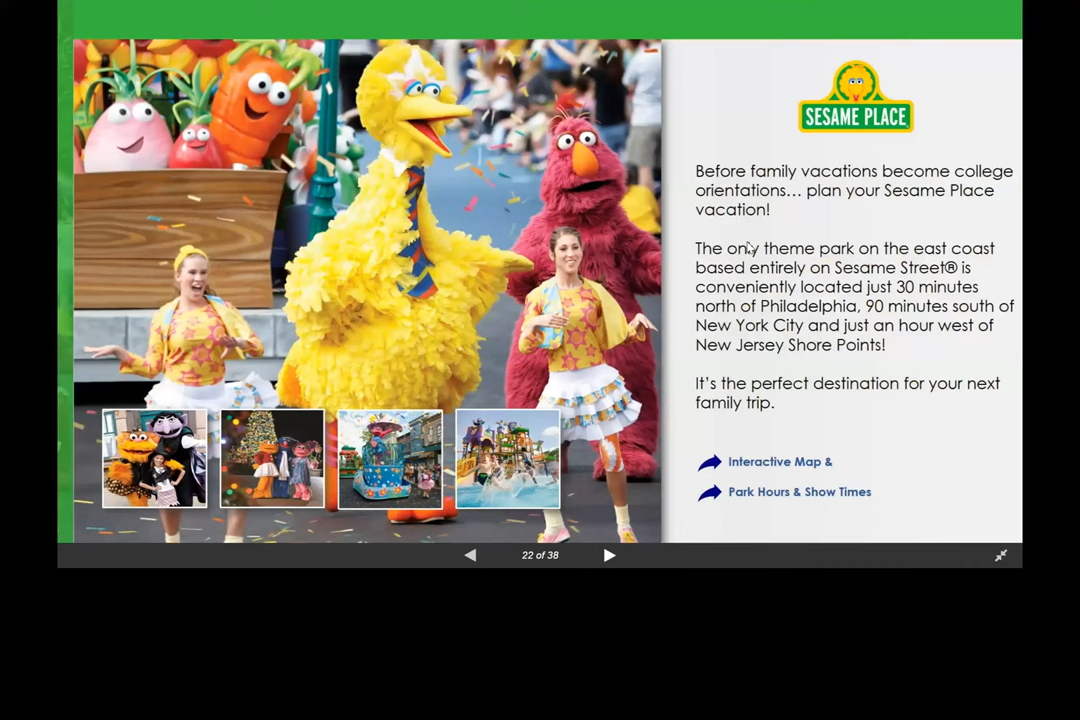 SESAME PLACE
Before family vacations become college
orientations... plan your Sesame Place
vacation!
The only theme park on the east coast
based entirely on Sesame Street® is
conveniently located just 30 minutes
north of Philadelphia, 90 minutes south of
New York City and just an hour west of
New Jersey Shore Points!
It's the perfect destination for your next
family trip.
Interactive Map &
Park Hours & Show Times
22 of 38